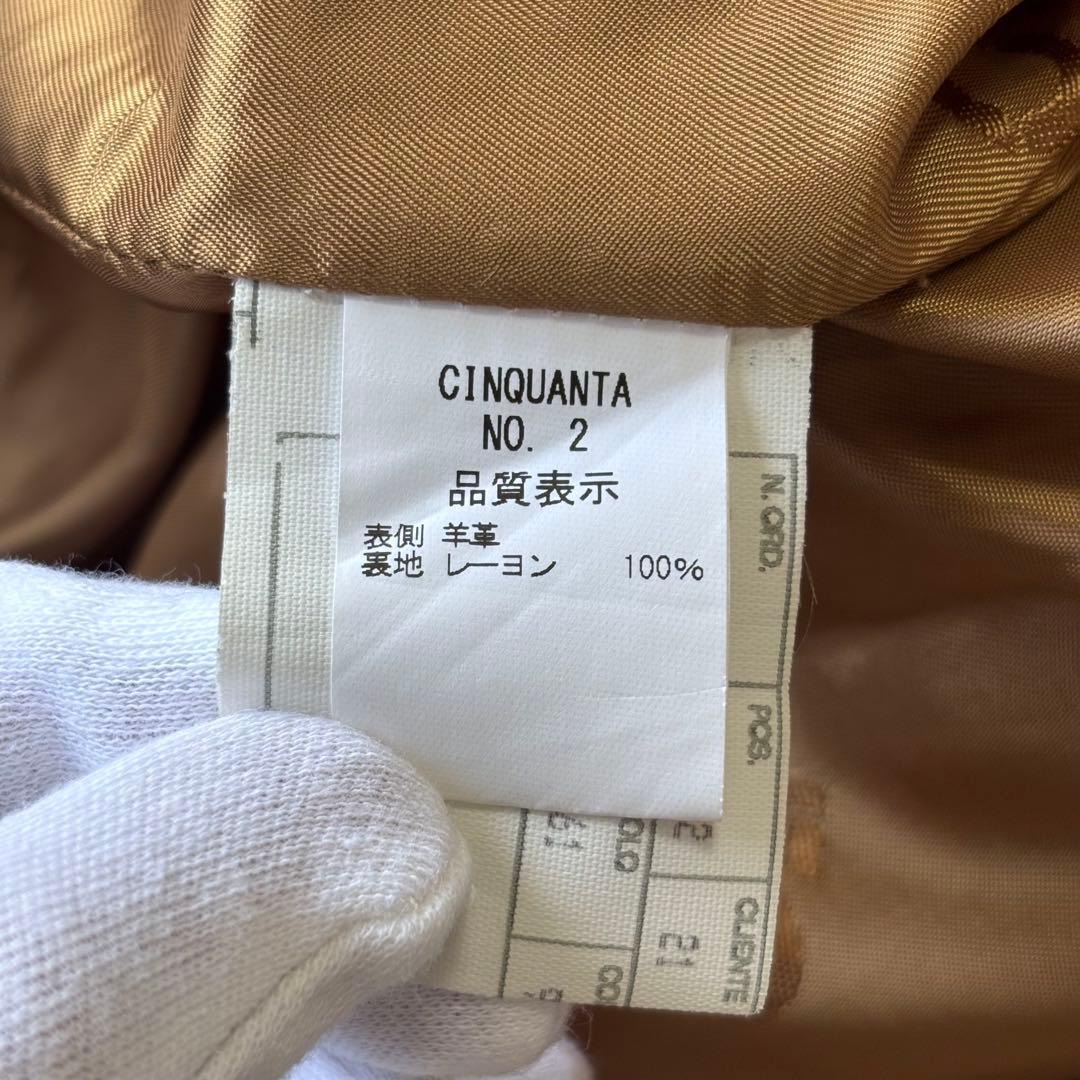 CINQUANTA
NO. 2
品質表示
表側 羊革
裏地 レーヨン 100%
N. ORD.
POS.
CLIENTE
21